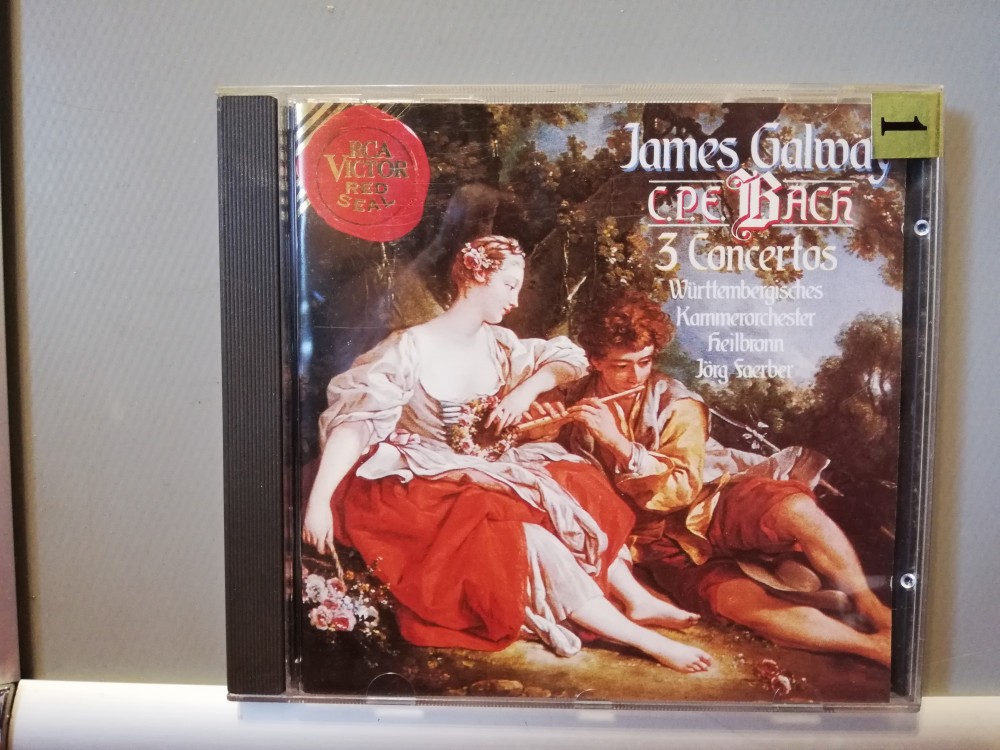 RCA
VICTOR
RED
SEAL
James Galway
C.P.E. BACH
3 Concertos
Württembergisches
Kammerorchester
Heilbronn
Jörg Faerber
1